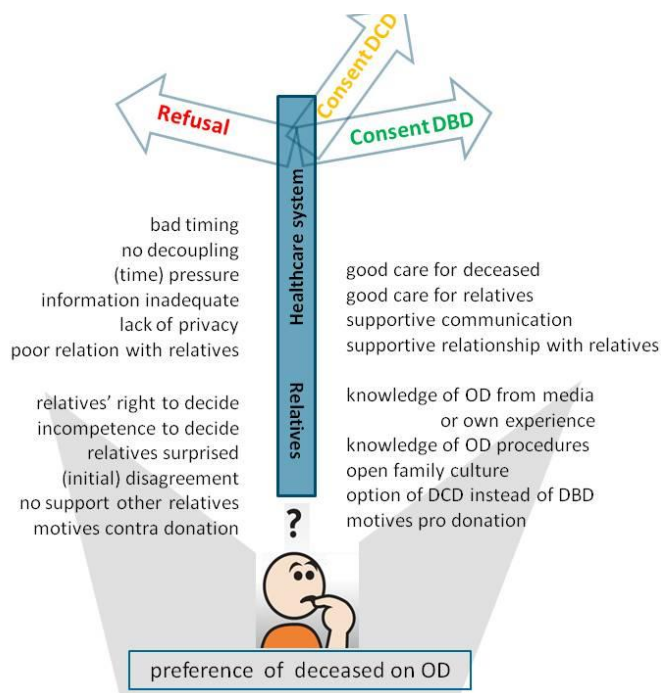 Consent DCD
Refusal
Consent DBD
Healthcare system
bad timing
no decoupling
(time) pressure
information inadequate
lack of privacy
poor relation with relatives
good care for deceased
good care for relatives
supportive communication
supportive relationship with relatives
Relatives
relatives’ right to decide
incompetence to decide
relatives surprised
(initial) disagreement
no support other relatives
motives contra donation
knowledge of OD from media
or own experience
knowledge of OD procedures
open family culture
option of DCD instead of DBD
motives pro donation
?
preference of deceased on OD